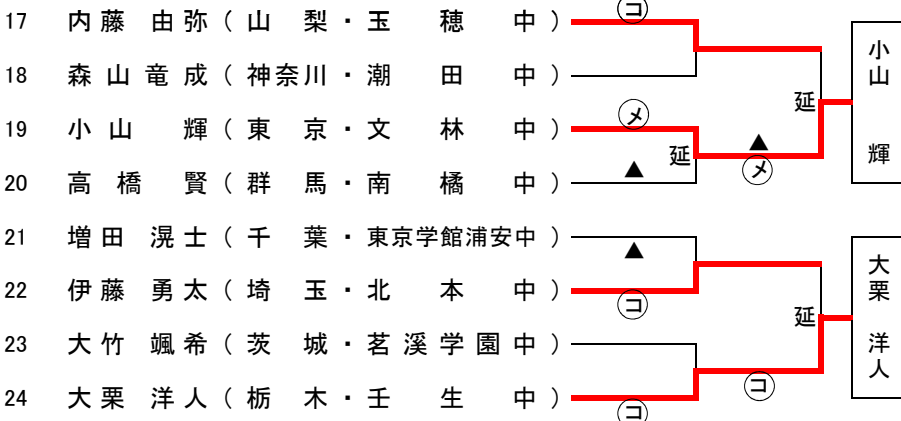 コ
17 内藤 由弥（山 梨・玉 穂 中）
18 森山竜成（神奈川・潮 田 中）
延
メ
19 小山 輝（東 京・文 林 中）
延 ▲
メ
20 高橋 賢（群 馬・南 橘 中）▲
小山 輝
21 増田 滉士（千 葉・東京学館浦安中）
▲
22 伊藤 勇太（埼 玉・北 本 中）
コ
延
23 大竹 颯希（茨 城・茗溪学園中）
コ
24 大栗 洋人（栃 木・壬 生 中）
コ
大栗 洋人